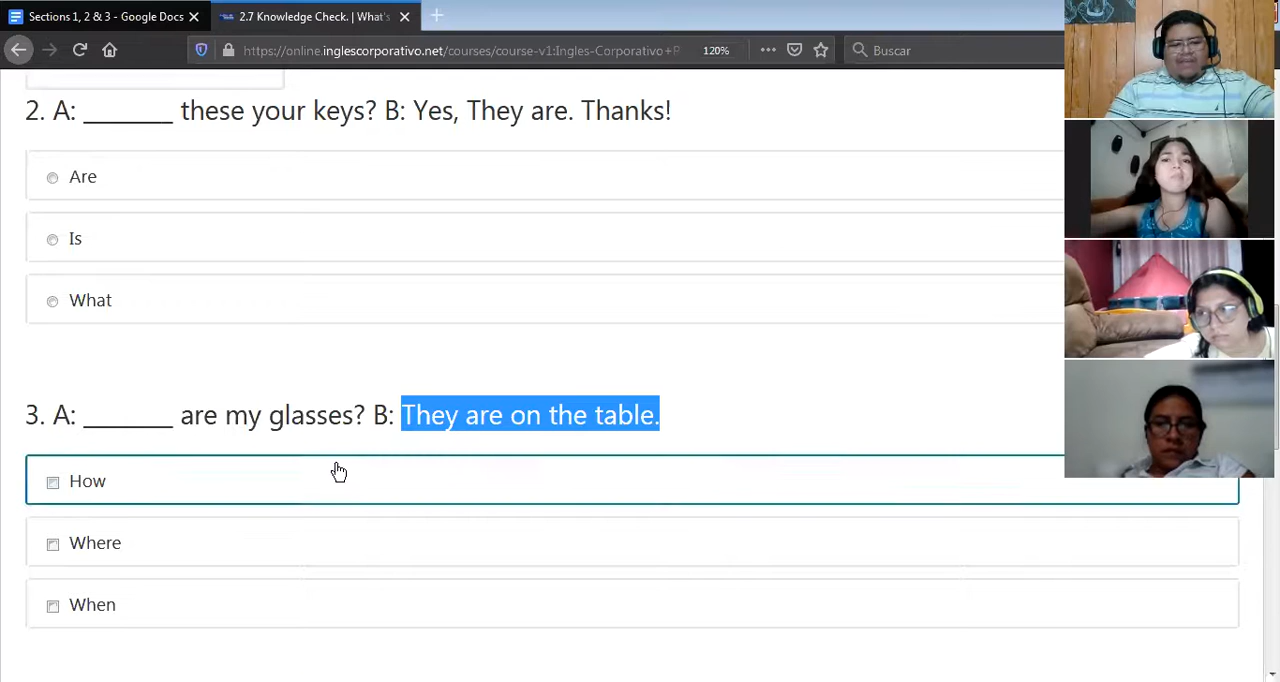 Sections 1, 2 & 3 - Google Docs
2.7 Knowledge Check. | What's
https://online.inglescorporativo.net/courses/course-v1:Ingles-Corporativo+P
120%
Buscar
2. A: _______ these your keys? B: Yes, They are. Thanks!
Are
Is
What
3. A: _______ are my glasses? B: They are on the table.
How
Where
When